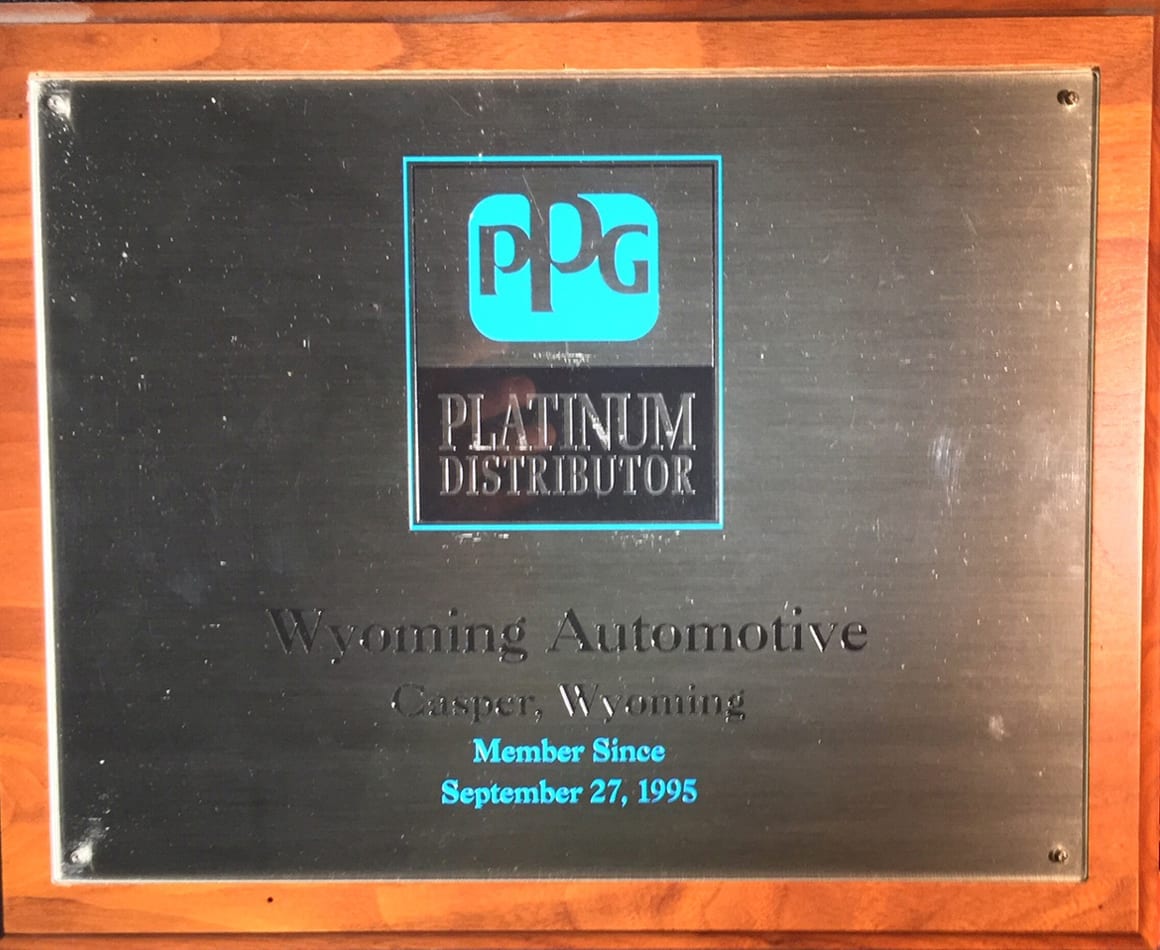 PPG
PLATINUM
DISTRIBUTOR
Wyoming Automotive
Casper, Wyoming
Member Since
September 27, 1995